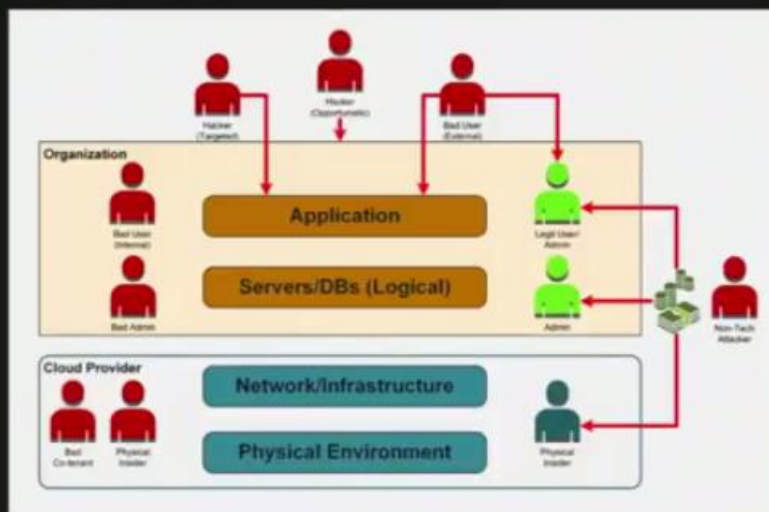 Hacker
(Targeted)
Hacker
(Opportunistic)
Bad User
(External)
Organization
Bad User
(Internal)
Application
Legit User/
Admin
Bad Admin
Servers/DBs (Logical)
Admin
Non-Tech
Attacker
Cloud Provider
Network/Infrastructure
Bad
Co-tenant
Physical
Insider
Physical Environment
Physical
Insider